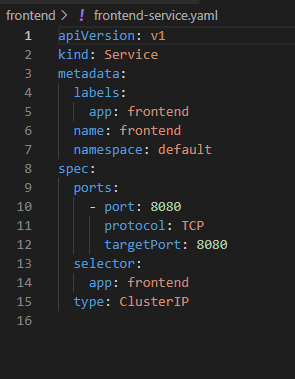 frontend > ! frontend-service.yaml
1 apiVersion: v1
2 kind: Service
3 metadata:
4   labels:
5     app: frontend
6   name: frontend
7   namespace: default
8 spec:
9   ports:
10     - port: 8080
11       protocol: TCP
12       targetPort: 8080
13   selector:
14     app: frontend
15   type: ClusterIP
16